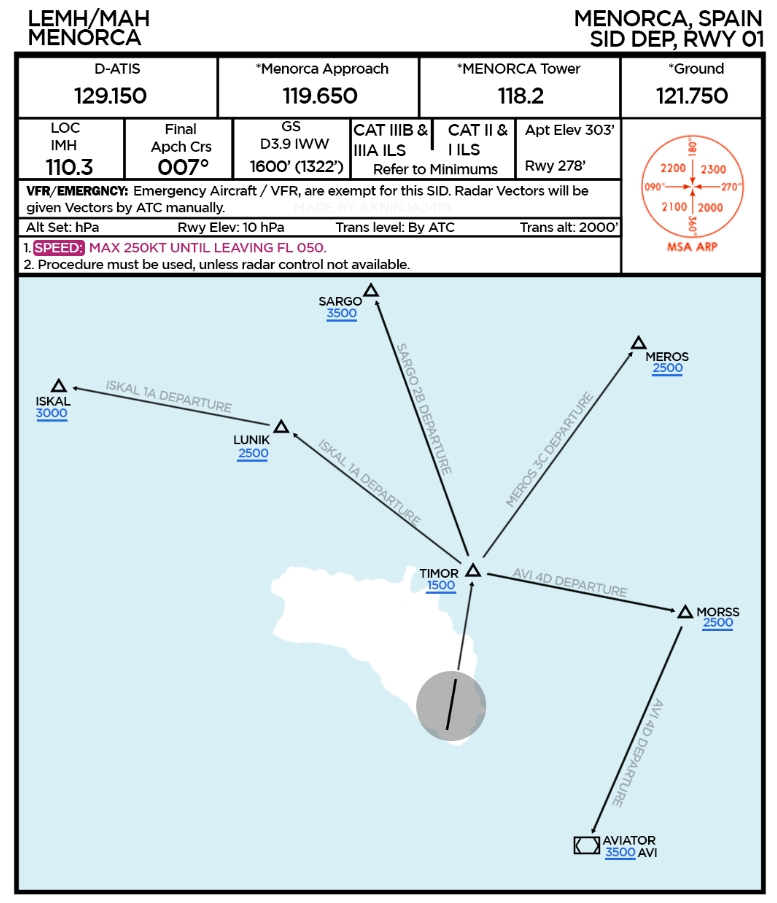 LEMH/MAH
MENORCA
MENORCA, SPAIN
SID DEP, RWY 01
D-ATIS
129.150
*Menorca Approach
119.650
*MENORCA Tower
118.2
*Ground
121.750
LOC
IMH
110.3
Final
Apch Crs
007°
GS
D3.9 IWW
1600’ (1322’)
CAT IIIB &
IIIA ILS
CAT II &
I ILS
Refer to Minimums
Apt Elev 303’
Rwy 278’
180°
2200
2300
090°
270°
2100
2000
360°
MSA ARP
VFR/EMERGNCY: Emergency Aircraft / VFR, are exempt for this SID. Radar Vectors will be
given Vectors by ATC manually.
MADE BY AKNINJA2410
Alt Set: hPa
Rwy Elev: 10 hPa
Trans level: By ATC
Trans alt: 2000’
1. SPEED: MAX 250KT UNTIL LEAVING FL 050.
2. Procedure must be used, unless radar control not available.
SARGO
3500
MEROS
2500
ISKAL
3000
ISKAL 1A DEPARTURE
LUNIK
2500
ISKAL 1A DEPARTURE
SARGO 2B DEPARTURE
MEROS 3C DEPARTURE
TIMOR
1500
AVI 4D DEPARTURE
MORSS
2500
AVI 4D DEPARTURE
AVIATOR
3500 AVI